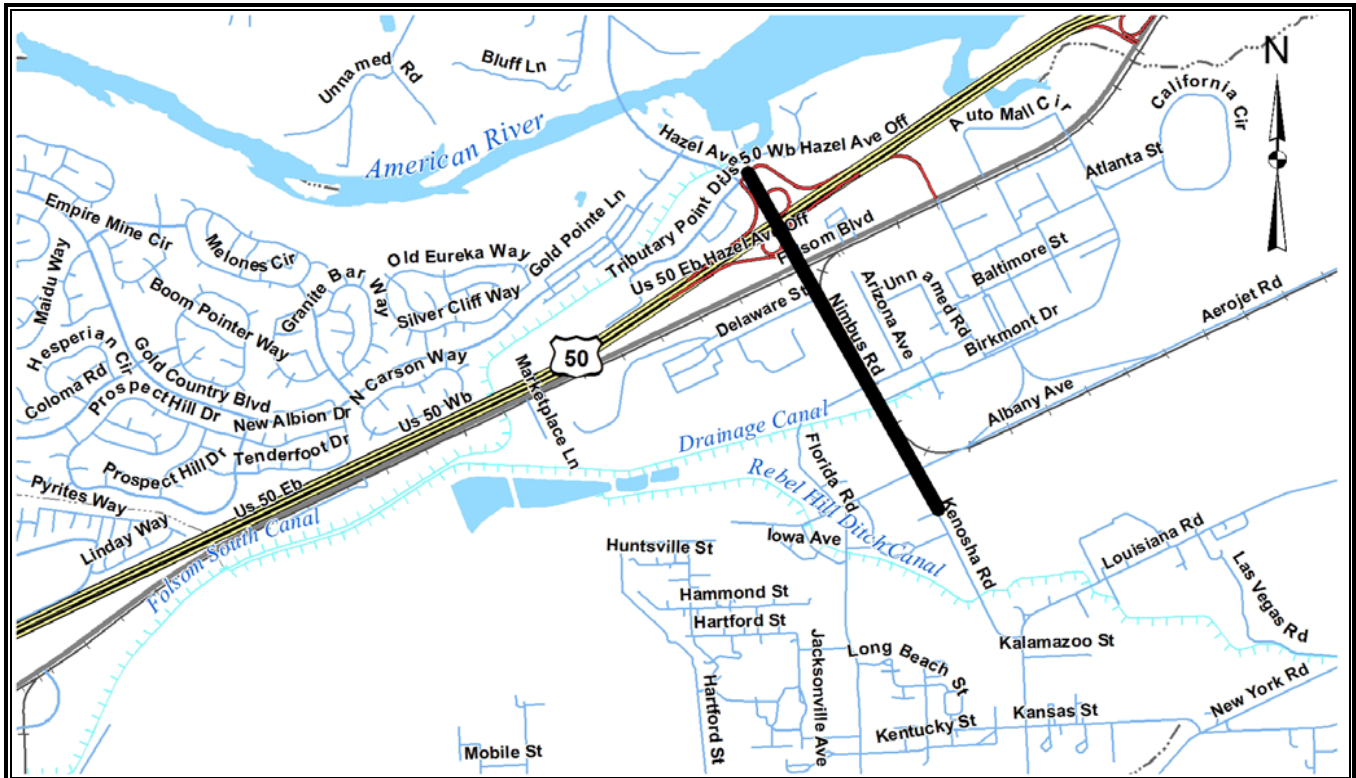 Unnamed Rd
Bluff Ln
N
California Cir
Auto Mall Cir
American River
Hazel Ave
Us 50 Wb Hazel Ave Off
Atlanta St
Empire Mine Cir
Melones Cir
Old Eureka Way
Gold Pointe Ln
Tributary Point Dr
Us 50 Eb Hazel Ave Off
Folsom Blvd
Maidu Way
Boom Pointer Way
Granite Bar Way
Silver Cliff Way
Delaware St
Nimbus Rd
Arizona Ave
Unnamed Rd
Baltimore St
Birkmont Dr
Aerojet Rd
Hesperian Cir
Coloma Rd
Gold Country Blvd
Prospect Hill Dr
New Albion Dr
N Carson Way
50
Marketplace Ln
Us 50 Wb
Albany Ave
Drainage Canal
Tenderfoot Dr
Prospect Hill Dr
Florida Rd
Rebel Hill Ditch Canal
Pyrites Way
Us 50 Eb
Linday Way
Folsom South Canal
Kenosha Rd
Iowa Ave
Huntsville St
Louisiana Rd
Las Vegas Rd
Hammond St
Hartford St
Jacksonville Ave
Long Beach St
Kalamazoo St
Hartford St
New York Rd
Kansas St
Kentucky St
Mobile St